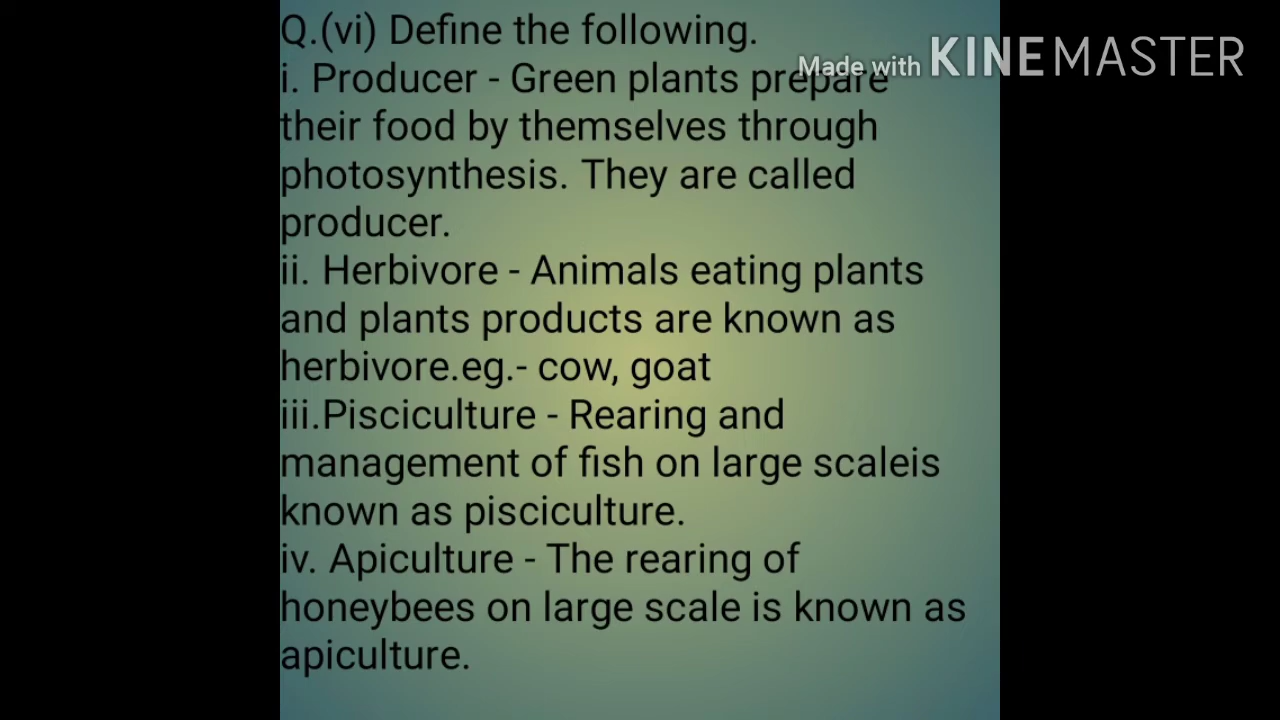 Q.(vi) Define the following.
Made with KINEMASTER
i. Producer - Green plants prepare
their food by themselves through
photosynthesis. They are called
producer.
ii. Herbivore - Animals eating plants
and plants products are known as
herbivore.eg.- cow, goat
iii.Pisciculture - Rearing and
management of fish on large scaleis
known as pisciculture.
iv. Apiculture - The rearing of
honeybees on large scale is known as
apiculture.